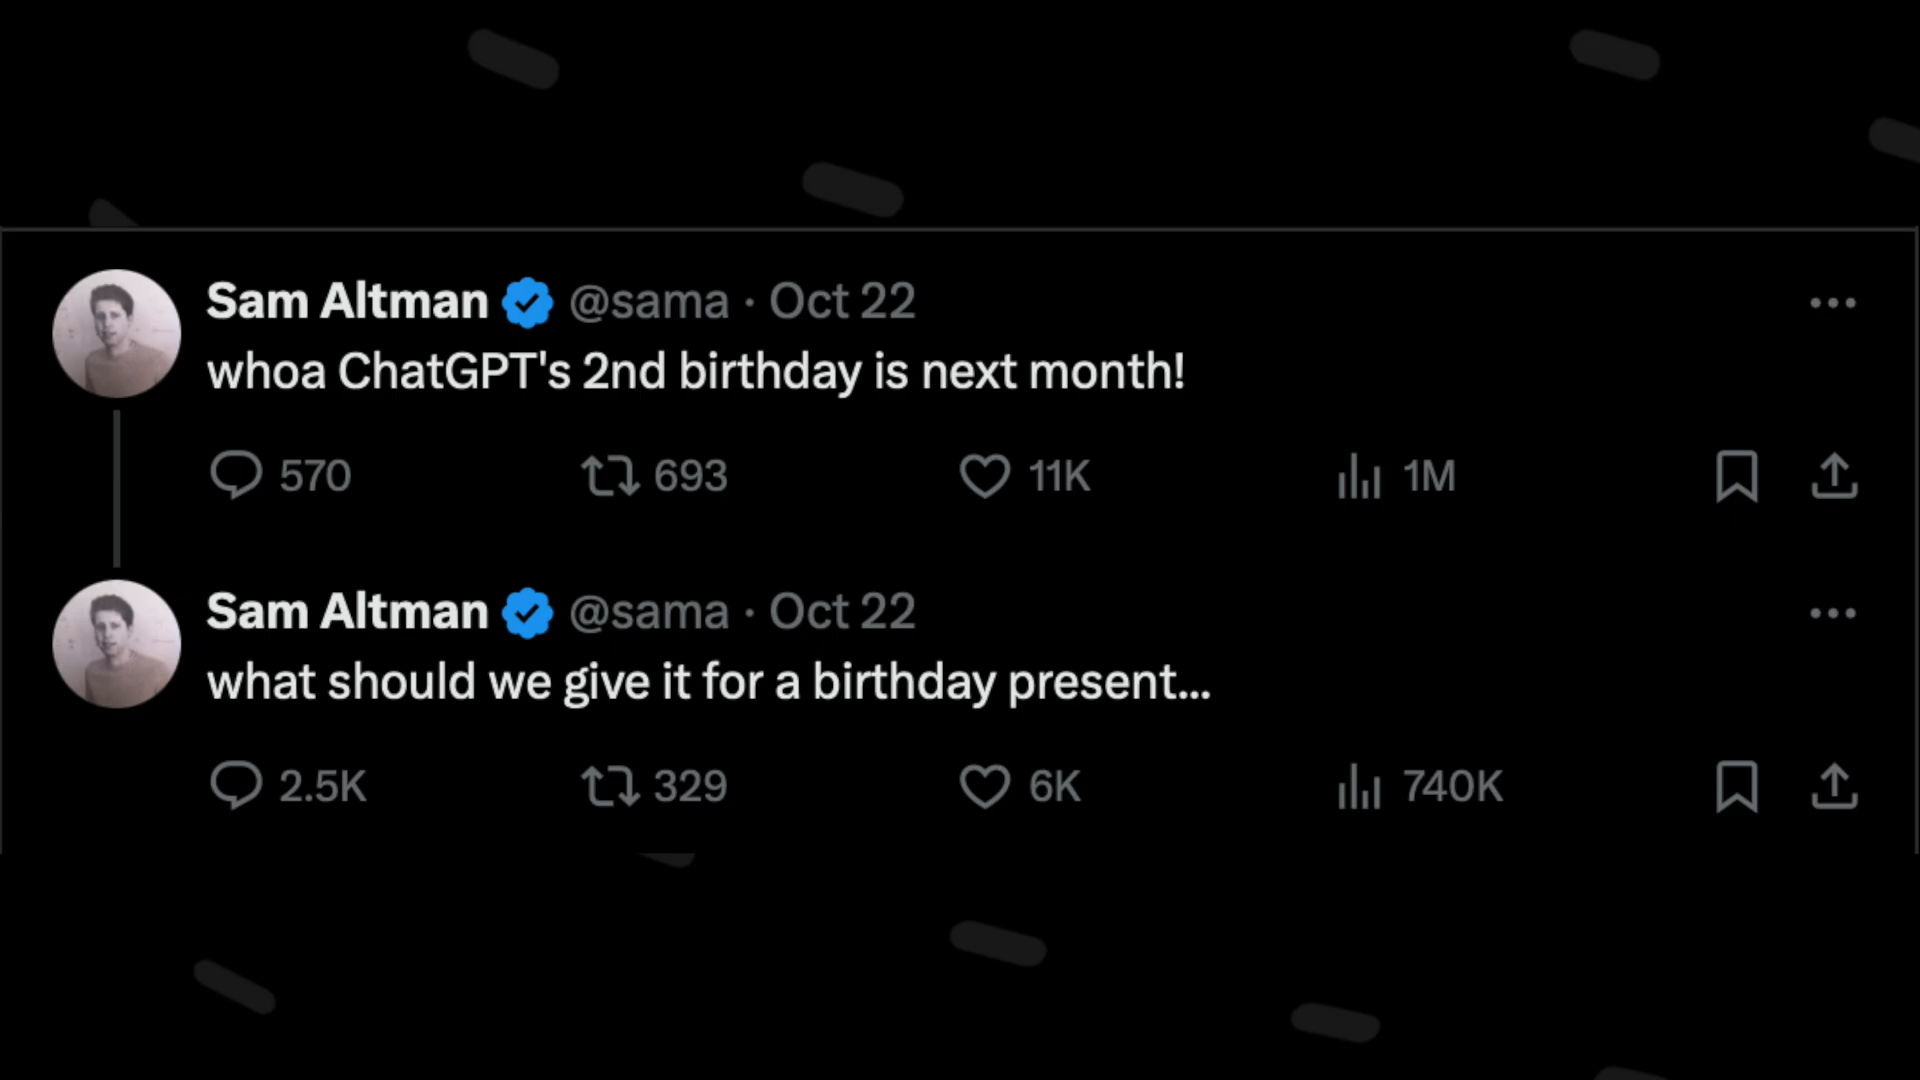 Sam Altman @sama · Oct 22
whoa ChatGPT's 2nd birthday is next month!
570 693 11K 1M
Sam Altman @sama · Oct 22
what should we give it for a birthday present...
2.5K 329 6K 740K